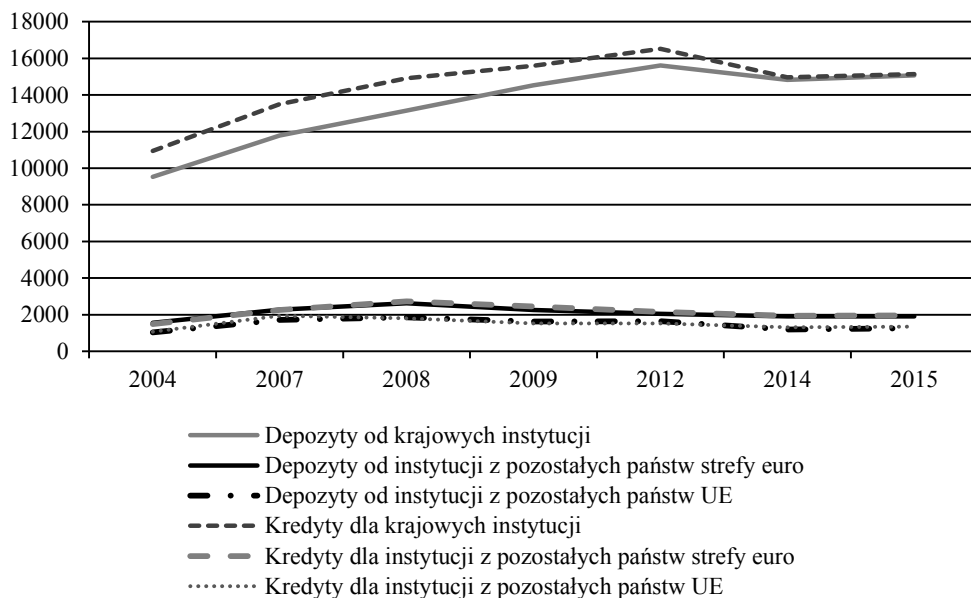 18000
16000
14000
12000
10000
8000
6000
4000
2000
0
2004 2007 2008 2009 2012 2014 2015
Depozyty od krajowych instytucji
Depozyty od instytucji z pozostałych państw strefy euro
Depozyty od instytucji z pozostałych państw UE
Kredyty dla krajowych instytucji
Kredyty dla instytucji z pozostałych państw strefy euro
Kredyty dla instytucji z pozostałych państw UE